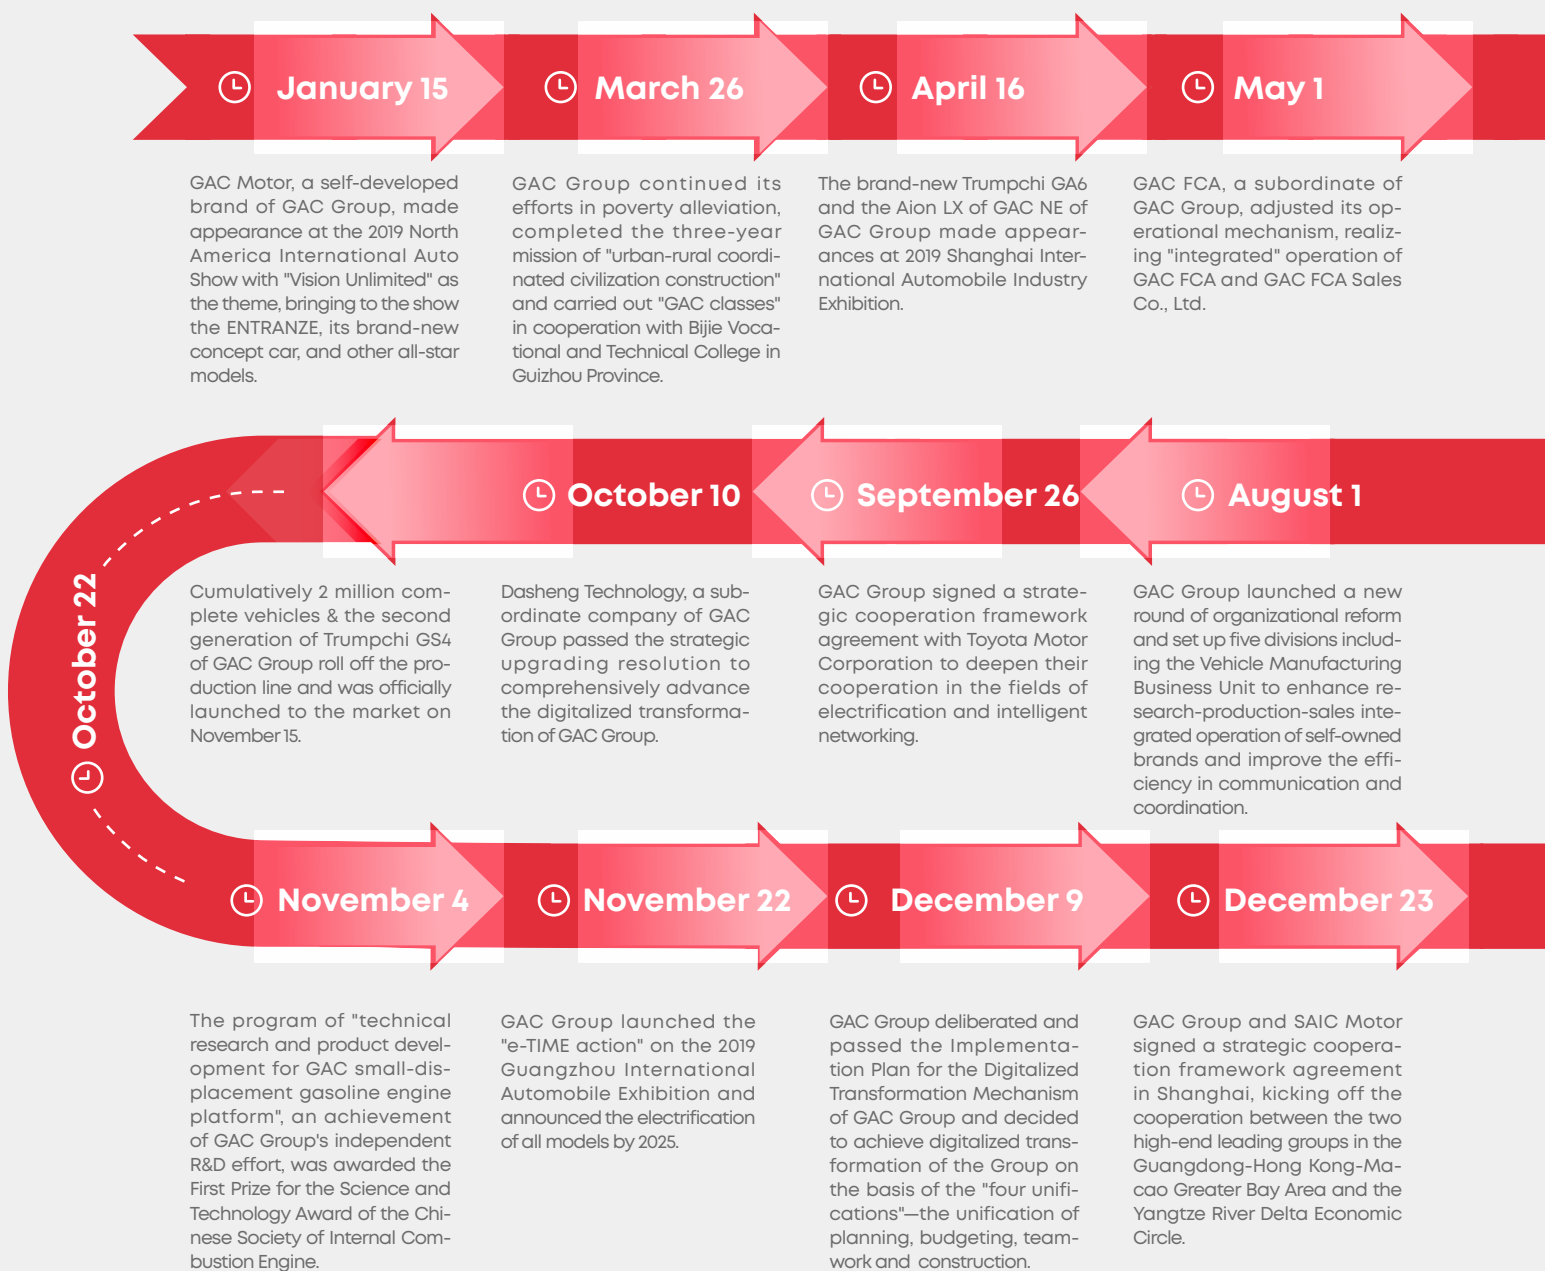 January 15
GAC Motor, a self-developed
brand of GAC Group, made
appearance at the 2019 North
America International Auto
Show with "Vision Unlimited" as
the theme, bringing to the show
the ENTRANZE, its brand-new
concept car, and other all-star
models.
March 26
GAC Group continued its
efforts in poverty alleviation,
completed the three-year
mission of "urban-rural coordi-
nated civilization construction"
and carried out "GAC classes"
in cooperation with Bijie Voca-
tional and Technical College in
Guizhou Province.
April 16
The brand-new Trumpchi GA6
and the Aion LX of GAC NE of
GAC Group made appear-
ances at 2019 Shanghai Inter-
national Automobile Industry
Exhibition.
May 1
GAC FCA, a subordinate of
GAC Group, adjusted its op-
erational mechanism, realiz-
ing "integrated" operation of
GAC FCA and GAC FCA Sales
Co., Ltd.
August 1
GAC Group launched a new
round of organizational reform
and set up five divisions includ-
ing the Vehicle Manufacturing
Business Unit to enhance re-
search-production-sales inte-
grated operation of self-owned
brands and improve the effi-
ciency in communication and
coordination.
September 26
GAC Group signed a strate-
gic cooperation framework
agreement with Toyota Motor
Corporation to deepen their
cooperation in the fields of
electrification and intelligent
networking.
October 10
Dasheng Technology, a sub-
ordinate company of GAC
Group passed the strategic
upgrading resolution to
comprehensively advance
the digitalized transforma-
tion of GAC Group.
October 22
Cumulatively 2 million com-
plete vehicles & the second
generation of Trumpchi GS4
of GAC Group roll off the pro-
duction line and was officially
launched to the market on
November 15.
November 4
The program of "technical
research and product devel-
opment for GAC small-dis-
placement gasoline engine
platform", an achievement
of GAC Group's independent
R&D effort, was awarded the
First Prize for the Science and
Technology Award of the Chi-
nese Society of Internal Com-
bustion Engine.
November 22
GAC Group launched the
"e-TIME action" on the 2019
Guangzhou International
Automobile Exhibition and
announced the electrification
of all models by 2025.
December 9
GAC Group deliberated and
passed the Implementa-
tion Plan for the Digitalized
Transformation Mechanism
of GAC Group and decided
to achieve digitalized trans-
formation of the Group on
the basis of the "four unifi-
cations"—the unification of
planning, budgeting, team-
work and construction.
December 23
GAC Group and SAIC Motor
signed a strategic coopera-
tion framework agreement
in Shanghai, kicking off the
cooperation between the two
high-end leading groups in the
Guangdong-Hong Kong-Ma-
cao Greater Bay Area and the
Yangtze River Delta Economic
Circle.